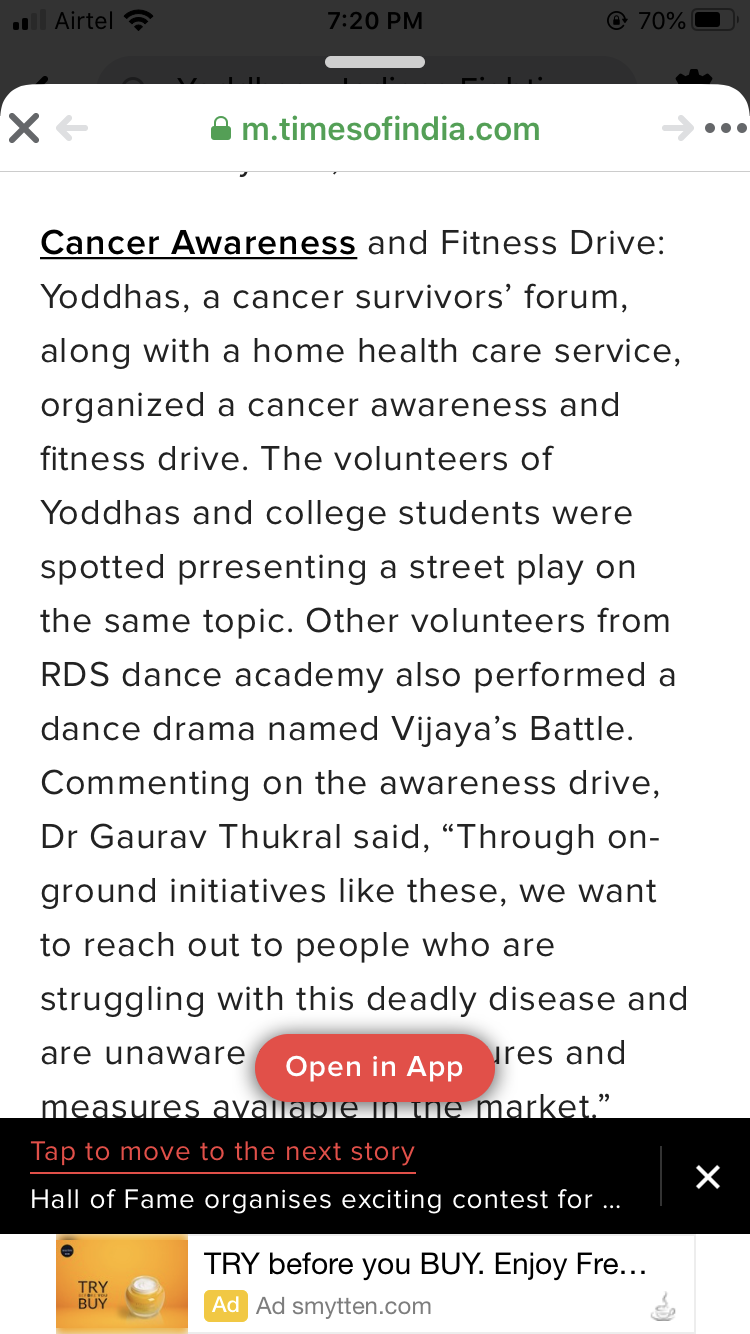 Airtel
7:20 PM
70%
m.timesofindia.com
Cancer Awareness and Fitness Drive:
Yoddhas, a cancer survivors’ forum,
along with a home health care service,
organized a cancer awareness and
fitness drive. The volunteers of
Yoddhas and college students were
spotted prresenting a street play on
the same topic. Other volunteers from
RDS dance academy also performed a
dance drama named Vijaya’s Battle.
Commenting on the awareness drive,
Dr Gaurav Thukral said, “Through on-
ground initiatives like these, we want
to reach out to people who are
struggling with this deadly disease and
are unaware ures and
Open in App
measures available in the market.”
Tap to move to the next story
Hall of Fame organises exciting contest for ...
TRY
BUY
TRY before you BUY. Enjoy Fre...
Ad Ad smytten.com